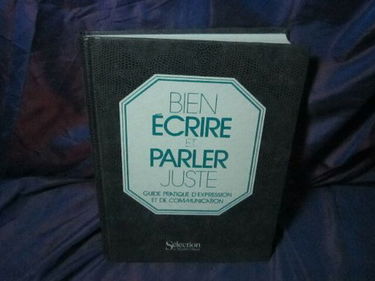 BIEN
ÉCRIRE
ET
PARLER
JUSTE
GUIDE PRATIQUE D'EXPRESSION
ET DE COMMUNICATION
Sélection